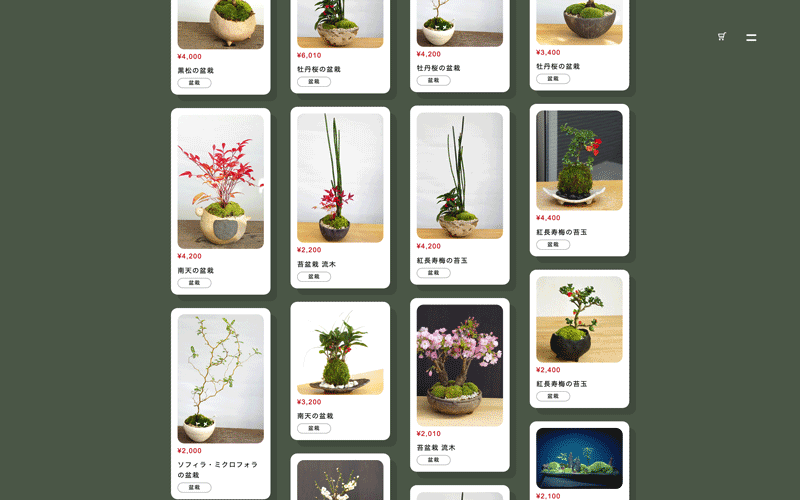 ¥4,000
黒松の盆栽
盆栽
¥4,200
南天の盆栽
盆栽
¥2,000
ソフィラ・ミクロフォラ
の盆栽
盆栽
¥6,010
牡丹桜の盆栽
盆栽
¥2,200
苔盆栽 流木
盆栽
¥3,200
南天の盆栽
盆栽
¥4,200
牡丹桜の盆栽
盆栽
¥4,200
紅長寿梅の苔玉
盆栽
¥2,010
苔盆栽 流木
盆栽
¥3,400
牡丹桜の盆栽
盆栽
¥4,400
紅長寿梅の苔玉
盆栽
¥2,400
紅長寿梅の苔玉
盆栽
¥2,100